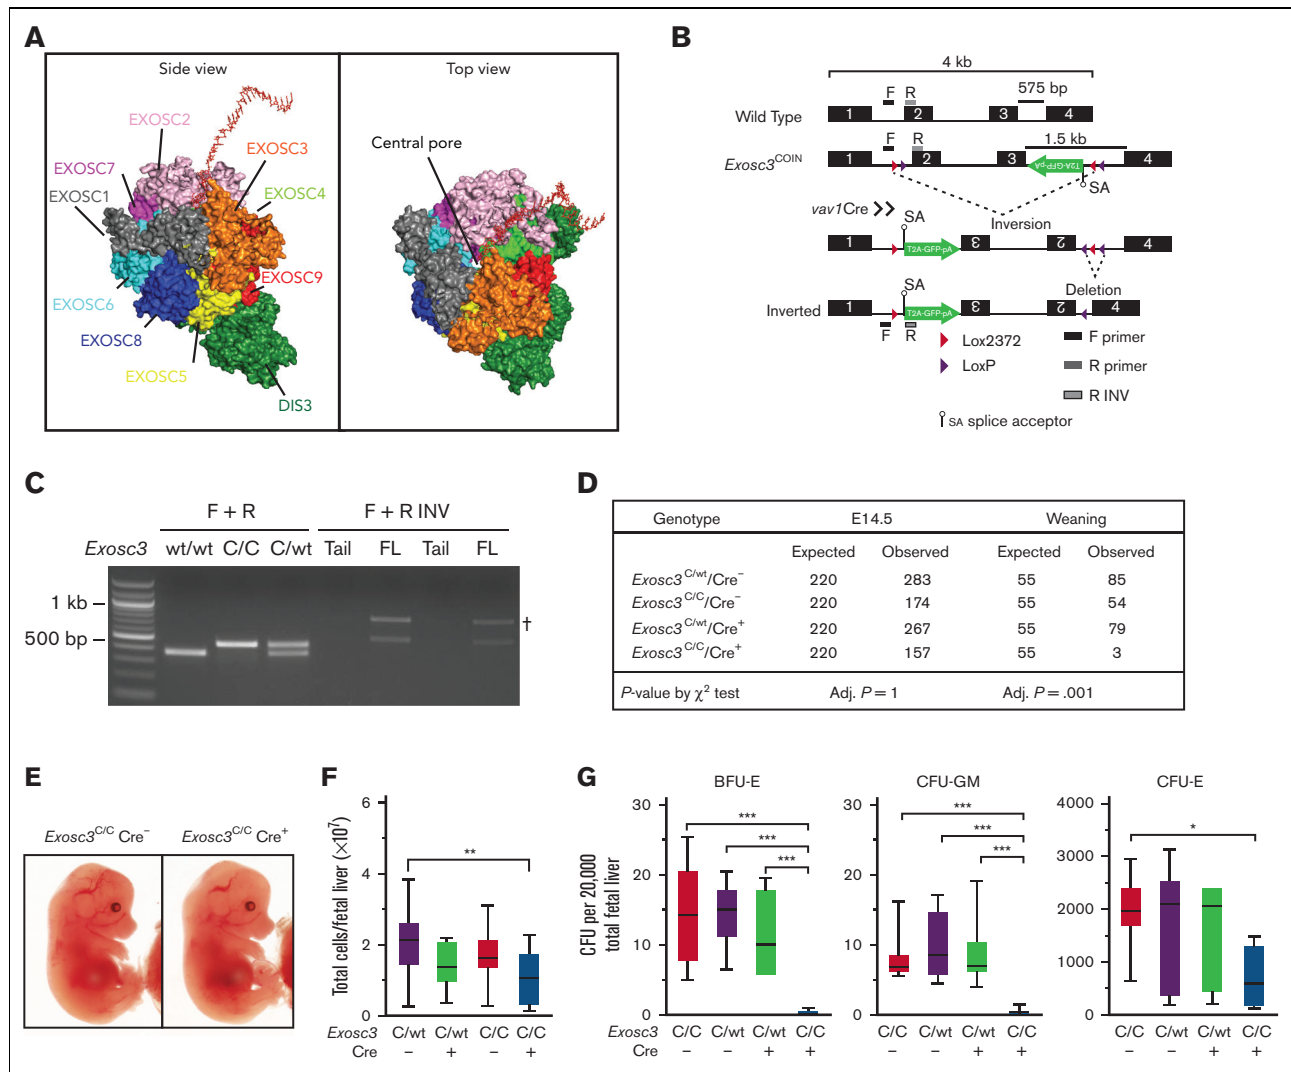 A
Side view
Top view
EXOSC2
EXOSC7
EXOSC1
EXOSC3
EXOSC4
EXOSC9
EXOSC6
EXOSC8
EXOSC5
DIS3
Central pore
B
4 kb
F R 575 bp
Wild Type 1 2 3 4
F R 1.5 kb
Exosc3COIN 1 2 3 T2A-GFP-pA 4
SA
vav1Cre SA Inversion
1 T2A-GFP-pA 3 2 4
SA Deletion
Inverted 1 T2A-GFP-pA 3 2 4
F R
Lox2372
LoxP
F primer
R primer
R INV
SA splice acceptor
C
F + R F + R INV
Exosc3 wt/wt C/C C/wt Tail FL Tail FL
1 kb
500 bp
†
D
Genotype E14.5 Weaning
Expected Observed Expected Observed
Exosc3C/wt/Cre− 220 283 55 85
Exosc3C/C/Cre− 220 174 55 54
Exosc3C/wt/Cre+ 220 267 55 79
Exosc3C/C/Cre+ 220 157 55 3
P-value by χ2 test Adj. P = 1 Adj. P = .001
E
Exosc3C/C Cre− Exosc3C/C Cre+
F
Total cells/fetal liver (×10⁷)
6
4
2
0
**
Exosc3 C/wt C/wt C/C C/C
Cre − + − +
G
CFU per 20,000
total fetal liver
BFU-E
30
20
10
0
***
***
***
Exosc3 C/C C/wt C/wt C/C
Cre − − + +
CFU-GM
30
20
10
0
***
***
***
C/C C/wt C/wt C/C
− − + +
CFU-E
4000
3000
2000
1000
0
*
C/C C/wt C/wt C/C
− − + +